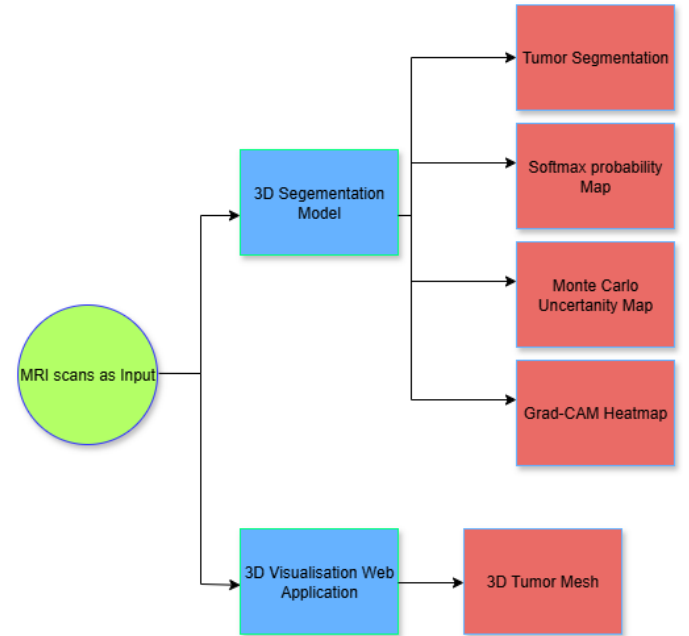 Tumor Segmentation
Softmax probability
Map
3D Segementation
Model
Monte Carlo
Uncertanity Map
MRI scans as Input
Grad-CAM Heatmap
3D Visualisation Web
Application
3D Tumor Mesh